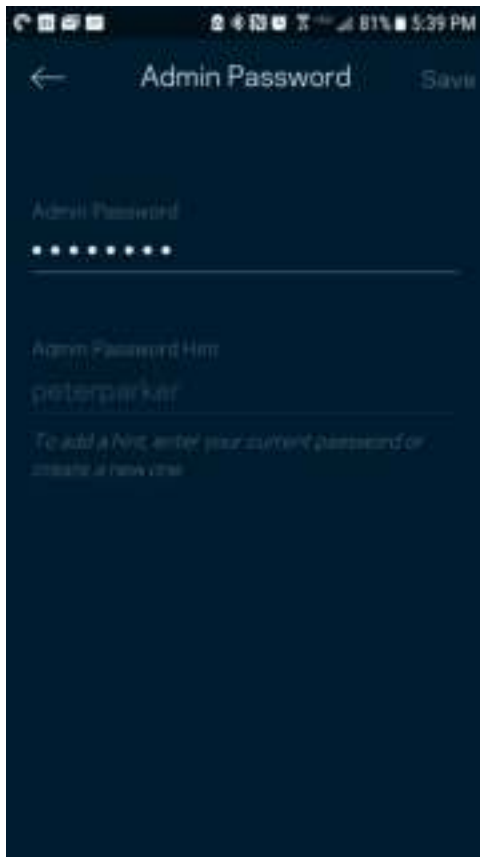 81% 5:39 PM
Admin Password Save
Admin Password
••••••••
Admin Password Hint
peterparker
To add a hint, enter your current password or
create a new one